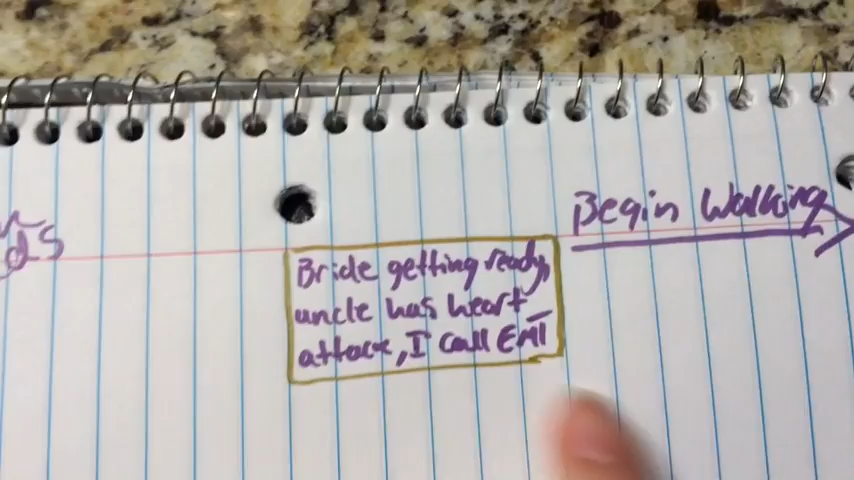 Begin Walking
Bride getting ready,
uncle has heart
attack, I call EMT